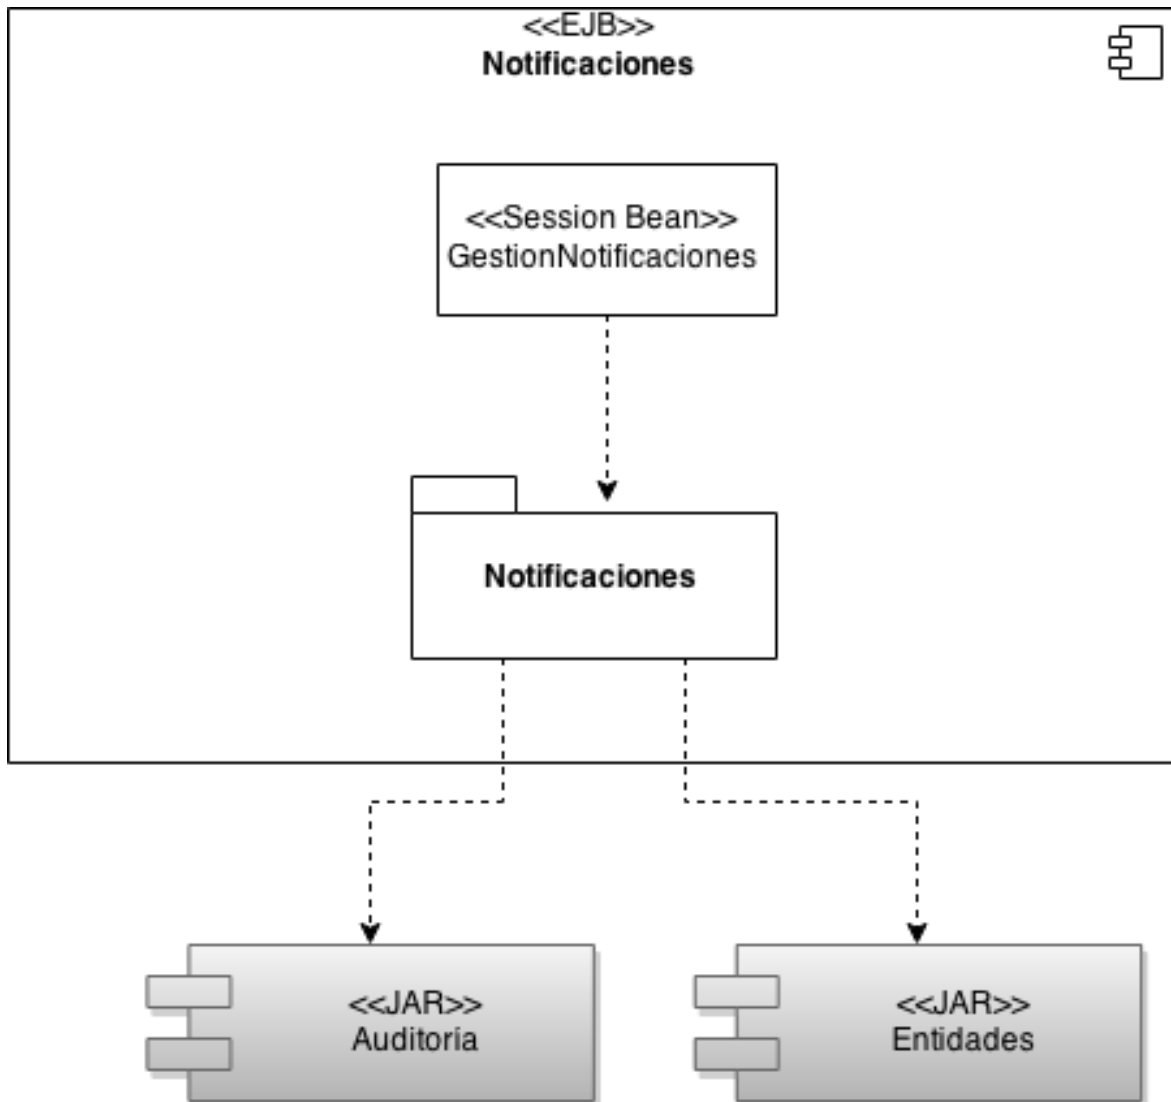 <<EJB>>
Notificaciones
<<Session Bean>>
GestionNotificaciones
Notificaciones
<<JAR>>
Auditoria
<<JAR>>
Entidades